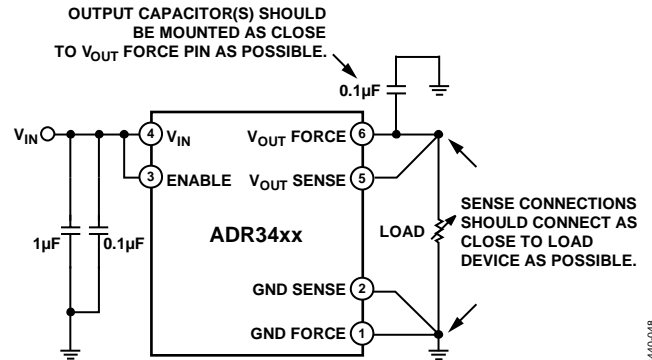 OUTPUT CAPACITOR(S) SHOULD
BE MOUNTED AS CLOSE
TO VOUT FORCE PIN AS POSSIBLE.
0.1µF
VIN
4 VIN
VOUT FORCE 6
3 ENABLE
VOUT SENSE 5
1µF
0.1µF
ADR34xx
LOAD
SENSE CONNECTIONS
SHOULD CONNECT AS
CLOSE TO LOAD
DEVICE AS POSSIBLE.
GND SENSE 2
GND FORCE 1